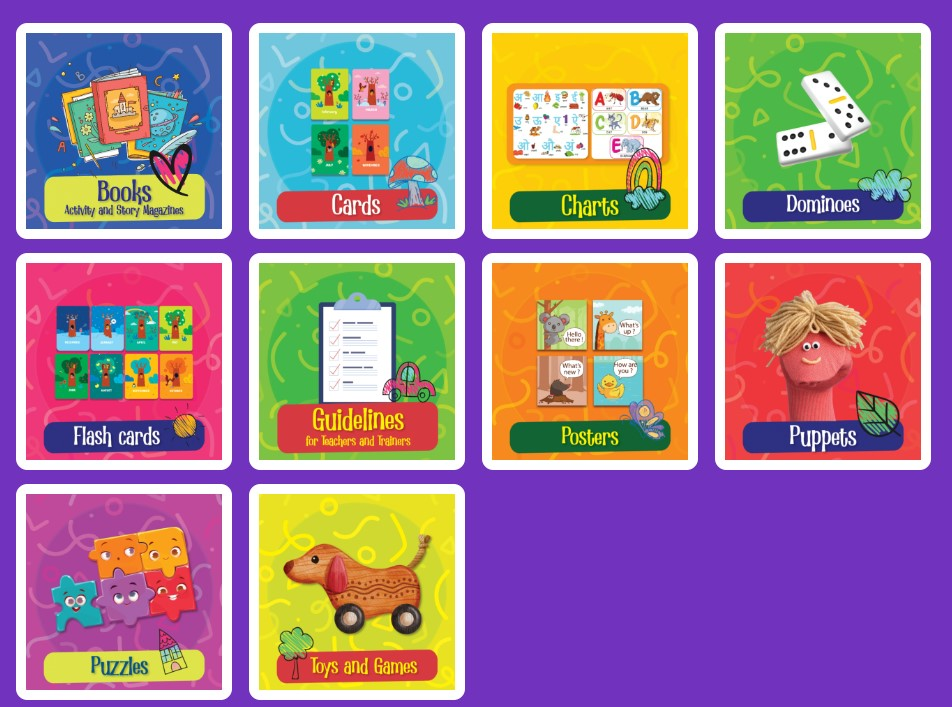 Books
Activity and Story Magazines
Cards
अ आ इ ई
A B
उ ऊ ए ऐ
C D
ओ औ अं
E
Charts
Dominoes
Flash cards
Guidelines
for Teachers and Trainers
Hello
there !
What's
up ?
What's
new ?
How are
you ?
Posters
Puppets
Puzzles
Toys and Games